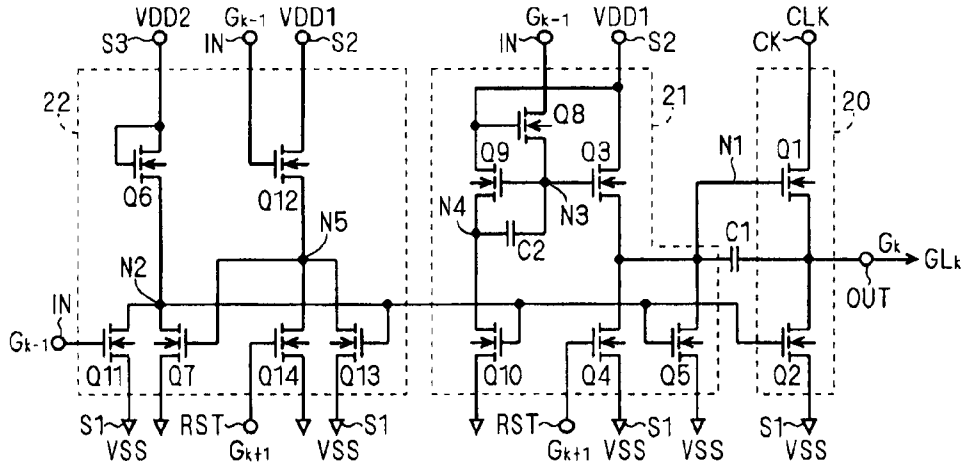 VDD2 Gk-1 VDD1 Gk-1 VDD1 CLK
S3 IN S2 IN S2 CK
22 21 20
Q8
Q9 Q3 N1 Q1
Q6 Q12
N4 N3
N5 C2 C1 Gk
GLk
N2 OUT
IN
Gk-1
Q11 Q7 Q14 Q13 Q10 Q4 Q5 Q2
S1 RST S1 RST S1 S1
VSS Gk+1 VSS Gk+1 VSS VSS VSS